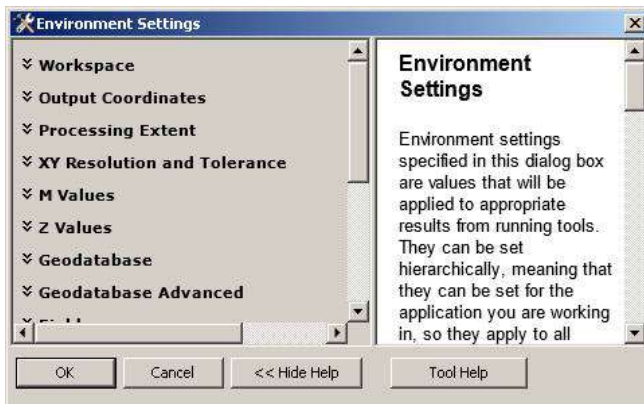 Environment Settings
Workspace
Output Coordinates
Processing Extent
XY Resolution and Tolerance
M Values
Z Values
Geodatabase
Geodatabase Advanced
Environment
Settings
Environment settings
specified in this dialog box
are values that will be
applied to appropriate
results from running tools.
They can be set
hierarchically, meaning that
they can be set for the
application you are working
in, so they apply to all
OK
Cancel
<< Hide Help
Tool Help